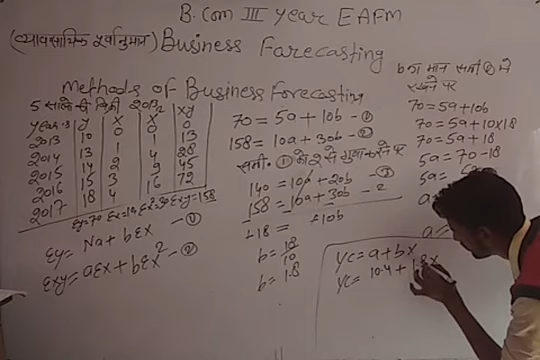 B.Com III year EAFM
(व्यावसायिक पूर्वानुमान) Business Farecasting
Methods of Business Forecasting
5 सालो की बिक्री 2013
year-s y x x² xy
2013 10 0 0 0
2014 13 1 1 13
2015 14 2 4 28
2016 15 3 9 45
2017 18 4 16 72
Σy=70 Σx=10 Σx²=30 Σxy=158
Σy = Na + bΣx - ①
Σxy = aΣx + bΣx² - ②
70 = 5a + 10b - ①
158 = 10a + 30b - ②
समी. ① में 2 से गुणा करने पर
140 = 10a + 20b - ③
158 = 10a + 30b - 2
-18 = -10b
b = 18/10
b = 1.8
b का मान समी ① में
रखने पर
70 = 5a + 10b
70 = 5a + 10x1.8
70 = 5a + 18
5a = 70 - 18
5a =
a =
a =
yc = a + bx
yc = 10.4 + 1.8x